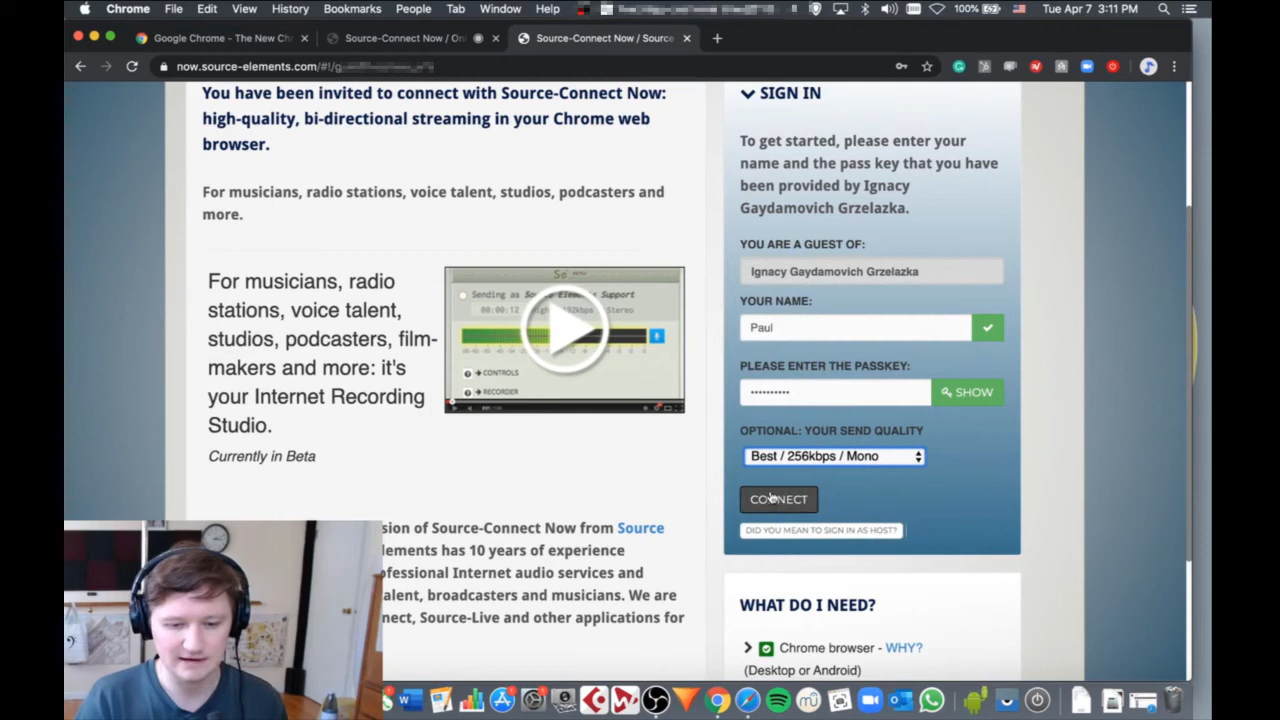 Chrome File Edit View History Bookmarks People Tab Window Help 100% Tue Apr 7 3:11 PM
Google Chrome - The New Ch
Source-Connect Now / On
Source-Connect Now / Source
now.source-elements.com/#!/g
You have been invited to connect with Source-Connect Now:
high-quality, bi-directional streaming in your Chrome web
browser.
For musicians, radio stations, voice talent, studios, podcasters and
more.
For musicians, radio
stations, voice talent,
studios, podcasters, film-
makers and more: it's
your Internet Recording
Studio.
Currently in Beta
Sending as Source Elements Support
00:00:12
Stereo
CONTROLS
RECORDER
sion of Source-Connect Now from Source
lements has 10 years of experience
ofessional Internet audio services and
alent, broadcasters and musicians. We are
nect, Source-Live and other applications for
SIGN IN
To get started, please enter your
name and the pass key that you have
been provided by Ignacy
Gaydamovich Grzelazka.
YOU ARE A GUEST OF:
Ignacy Gaydamovich Grzelazka
YOUR NAME:
Paul
PLEASE ENTER THE PASSKEY:
•••••••••• SHOW
OPTIONAL: YOUR SEND QUALITY
Best / 256kbps / Mono
CONNECT
DID YOU MEAN TO SIGN IN AS HOST?
WHAT DO I NEED?
Chrome browser - WHY?
(Desktop or Android)